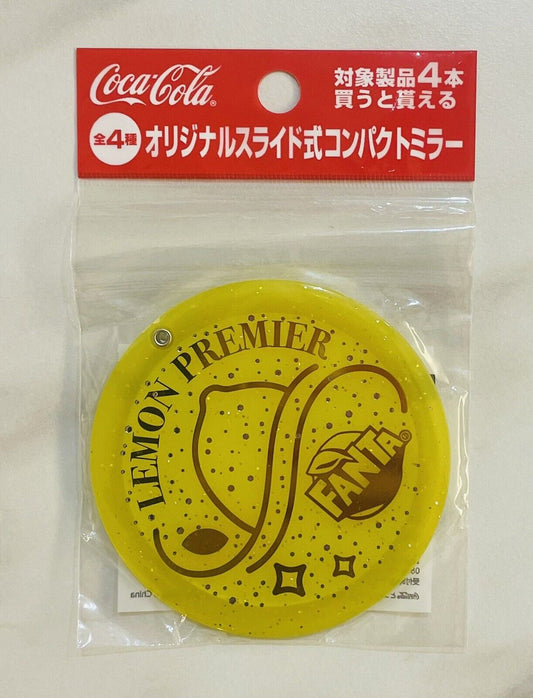 Coca-Cola
対象製品4本
買うと貰える
全4種
オリジナルスライド式コンパクトミラー
LEMON PREMIER
FANTA
China